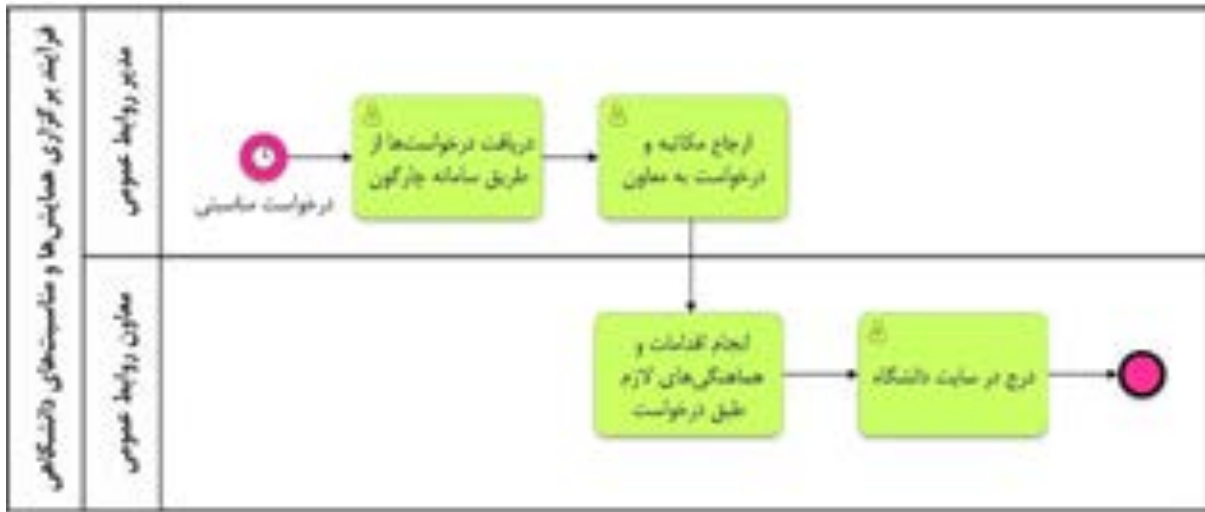 فرایند برگزاری همایش‌ها و مناسبت‌های دانشگاهی
مدیر روابط عمومی
درخواست مناسبتی
دریافت درخواست‌ها از
طریق سامانه چارگون
ارجاع مکاتبه و
درخواست به معاون
معاون روابط عمومی
انجام اقدامات و
هماهنگی‌های لازم
طبق درخواست
درج در سایت دانشگاه